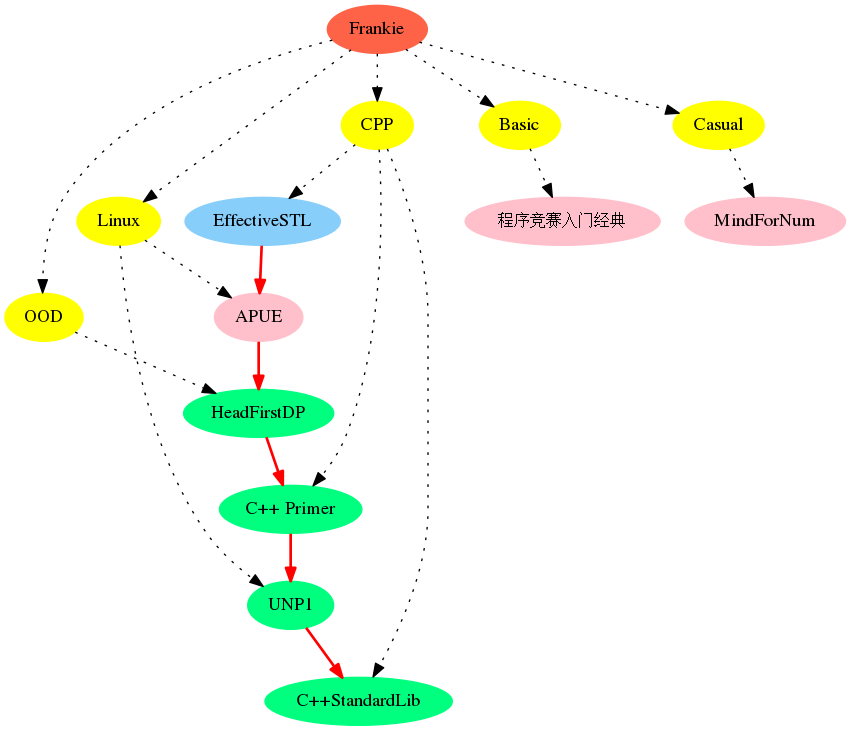 Frankie
CPP
Basic
Casual
Linux
EffectiveSTL
程序竞赛入门经典
MindForNum
OOD
APUE
HeadFirstDP
C++ Primer
UNP1
C++StandardLib